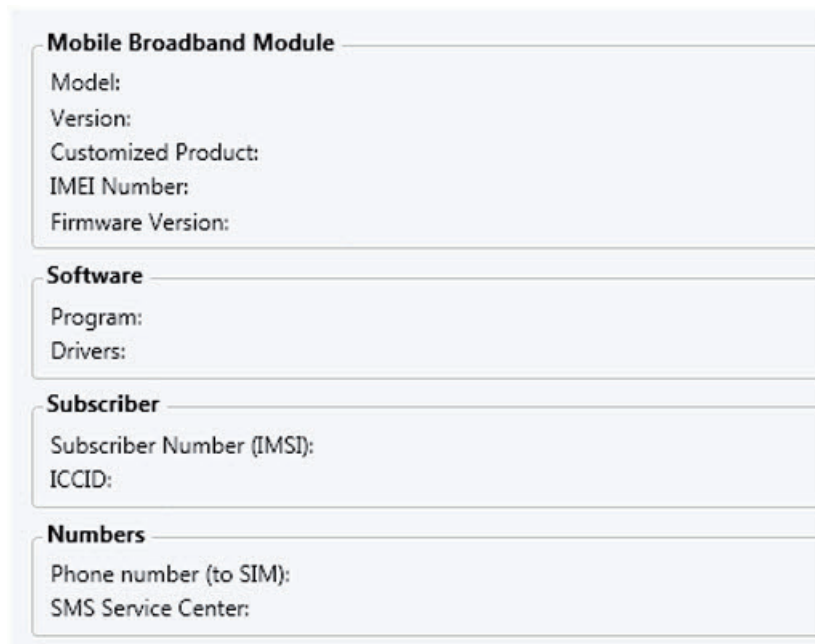 Mobile Broadband Module
Model:
Version:
Customized Product:
IMEI Number:
Firmware Version:
Software
Program:
Drivers:
Subscriber
Subscriber Number (IMSI):
ICCID:
Numbers
Phone number (to SIM):
SMS Service Center: